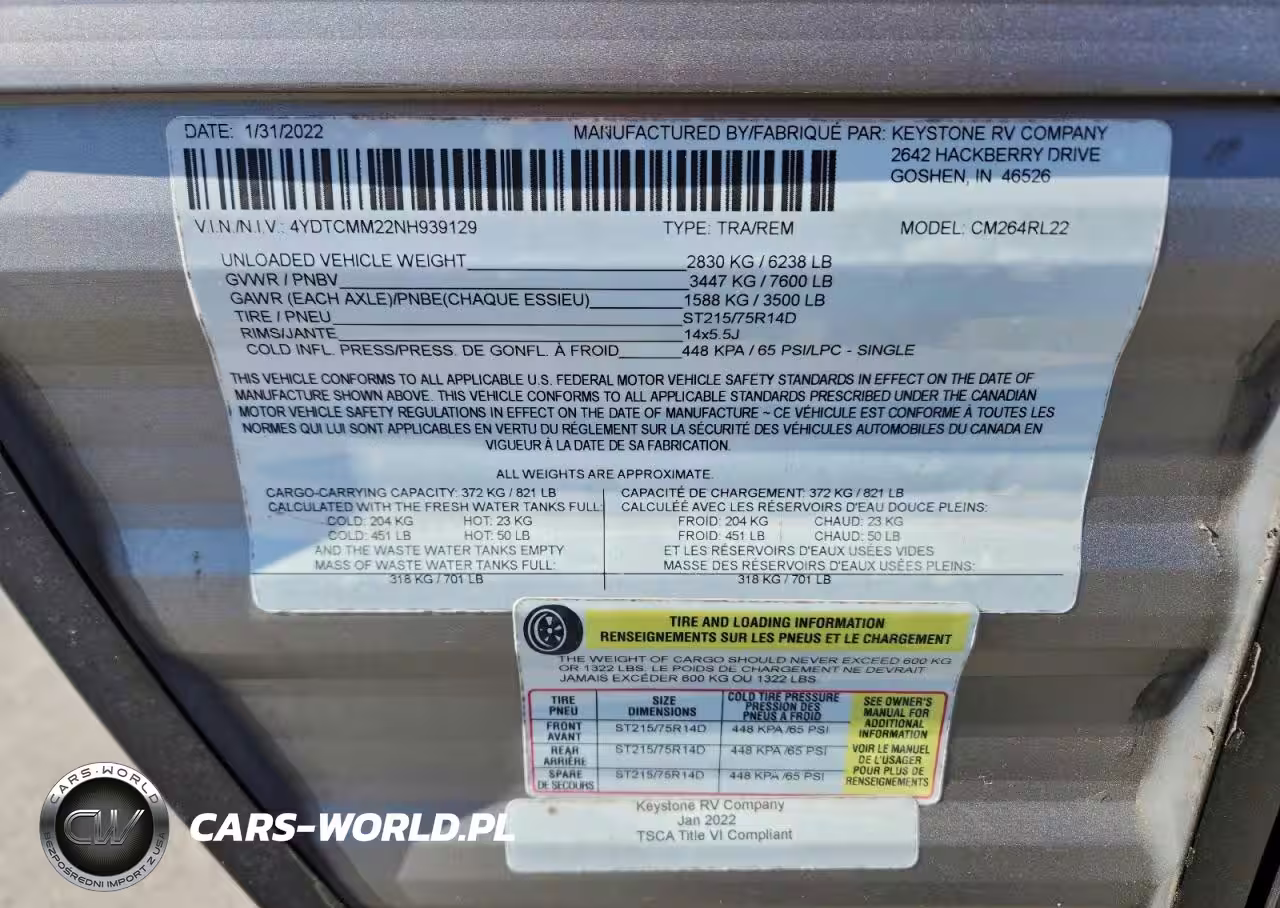 DATE: 1/31/2022
MANUFACTURED BY/FABRIQUÉ PAR: KEYSTONE RV COMPANY
2642 HACKBERRY DRIVE
GOSHEN, IN 46526
V.I.N./N.I.V.: 4YDTCMM22NH939129 TYPE: TRA/REM MODEL: CM264RL22
UNLOADED VEHICLE WEIGHT 2830 KG / 6238 LB
GVWR / PNBV 3447 KG / 7600 LB
GAWR (EACH AXLE)/PNBE(CHAQUE ESSIEU) 1588 KG / 3500 LB
TIRE / PNEU ST215/75R14D
RIMS/JANTE 14x5.5J
COLD INFL. PRESS/PRESS. DE GONFL. À FROID 448 KPA / 65 PSI/LPC - SINGLE
THIS VEHICLE CONFORMS TO ALL APPLICABLE U.S. FEDERAL MOTOR VEHICLE SAFETY STANDARDS IN EFFECT ON THE DATE OF
MANUFACTURE SHOWN ABOVE. THIS VEHICLE CONFORMS TO ALL APPLICABLE STANDARDS PRESCRIBED UNDER THE CANADIAN
MOTOR VEHICLE SAFETY REGULATIONS IN EFFECT ON THE DATE OF MANUFACTURE ~ CE VÉHICULE EST CONFORME À TOUTES LES
NORMES QUI LUI SONT APPLICABLES EN VERTU DU RÉGLEMENT SUR LA SÉCURITÉ DES VÉHICULES AUTOMOBILES DU CANADA EN
VIGUEUR À LA DATE DE SA FABRICATION.
ALL WEIGHTS ARE APPROXIMATE.
CARGO-CARRYING CAPACITY: 372 KG / 821 LB
CALCULATED WITH THE FRESH WATER TANKS FULL:
COLD: 204 KG HOT: 23 KG
COLD: 451 LB HOT: 50 LB
AND THE WASTE WATER TANKS EMPTY
MASS OF WASTE WATER TANKS FULL:
318 KG / 701 LB
CAPACITÉ DE CHARGEMENT: 372 KG / 821 LB
CALCULÉE AVEC LES RÉSERVOIRS D'EAU DOUCE PLEINS:
FROID: 204 KG CHAUD: 23 KG
FROID: 451 LB CHAUD: 50 LB
ET LES RÉSERVOIRS D'EAUX USÉES VIDES
MASSE DES RÉSERVOIRS D'EAUX USÉES PLEINS:
318 KG / 701 LB
TIRE AND LOADING INFORMATION
RENSEIGNEMENTS SUR LES PNEUS ET LE CHARGEMENT
THE WEIGHT OF CARGO SHOULD NEVER EXCEED 600 KG
OR 1322 LBS. LE POIDS DE CHARGEMENT NE DEVRAIT
JAMAIS EXCÉDER 600 KG OU 1322 LBS.
TIRE
PNEU
SIZE
DIMENSIONS
COLD TIRE PRESSURE
PRESSION DES
PNEUS A FROID
FRONT
AVANT
ST215/75R14D 448 KPA /65 PSI
REAR
ARRIÈRE
ST215/75R14D 448 KPA /65 PSI
SPARE
DE SECOURS
ST215/75R14D 448 KPA /65 PSI
SEE OWNER'S
MANUAL FOR
ADDITIONAL
INFORMATION
VOIR LE MANUEL
DE L'USAGER
POUR PLUS DE
RENSEIGNEMENTS
Keystone RV Company
Jan 2022
TSCA Title VI Compliant
CARS-WORLD
CW
BEZPOŚREDNI IMPORT Z USA
CARS-WORLD.PL